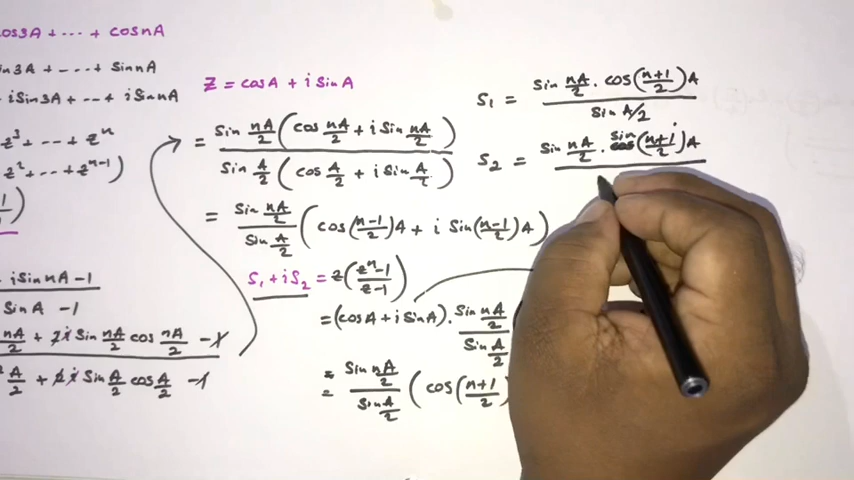 cos3A + ··· + cosnA
in3A + --- + SinnA
+ iSin3A + --- + iSinnA
z³ + ··· + zⁿ
z² + ··· + zⁿ⁻¹)
+ iSinnA - 1
SinA - 1
nA/2 + 2i Sin nA/2 cos nA/2 - 1
A/2 + 2i Sin A/2 cos A/2 - 1
Z = cosA + i SinA
= Sin nA/2 (cos nA/2 + i Sin nA/2) / Sin A/2 (cos A/2 + i Sin A/2)
= Sin nA/2 / Sin A/2 (cos(n-1/2)A + i Sin(n-1/2)A)
S₁ + iS₂ = z(zⁿ-1/z-1)
= (cosA + i SinA) · Sin nA/2 / Sin A/2
= Sin nA/2 / Sin A/2 (cos(n+1/2)
S₁ = Sin nA/2 · cos(n+1/2)A / Sin A/2
S₂ = Sin nA/2 · sin(n+1/2)A